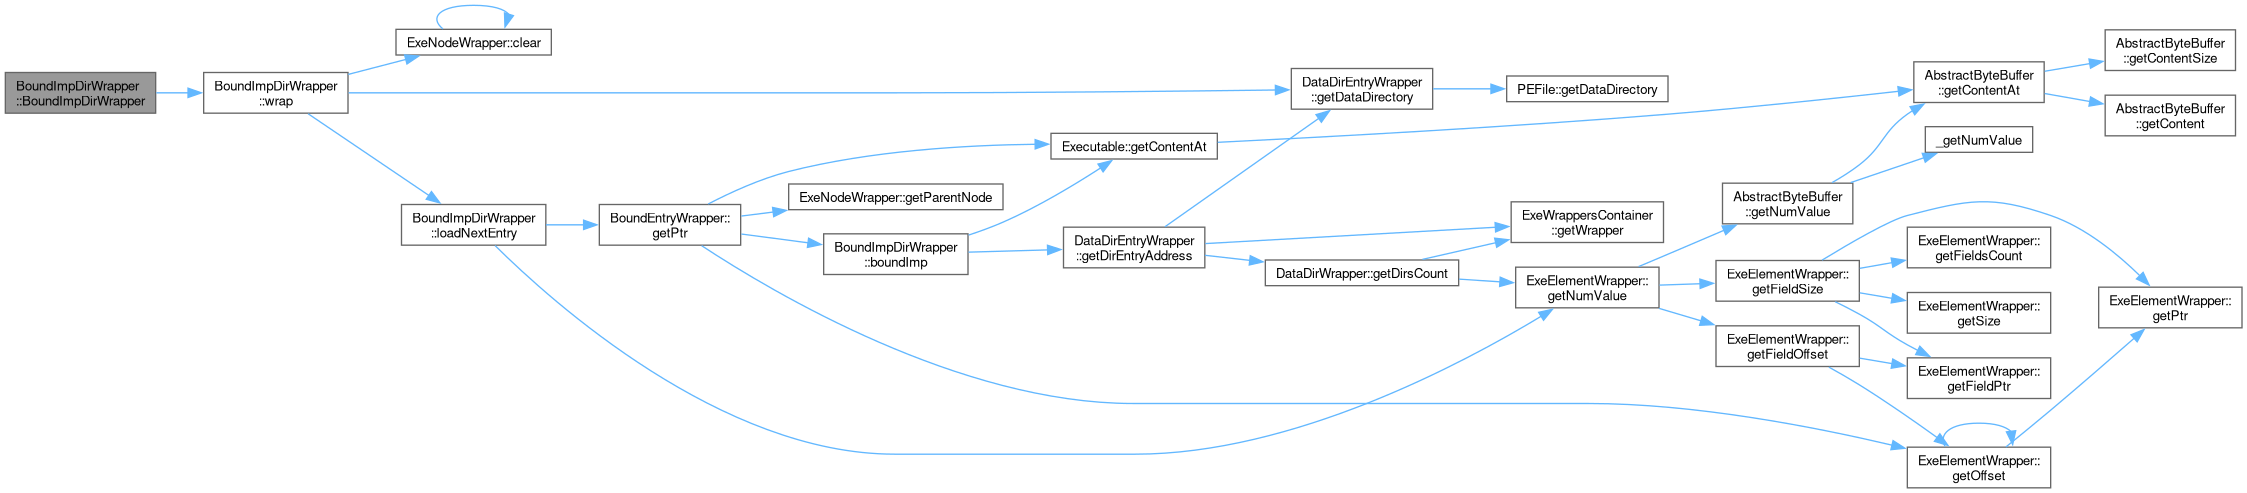 BoundImpDirWrapper
::BoundImpDirWrapper
BoundImpDirWrapper
::wrap
ExeNodeWrapper::clear
BoundImpDirWrapper
::loadNextEntry
BoundEntryWrapper::
getPtr
ExeNodeWrapper::getParentNode
BoundImpDirWrapper
::boundImp
Executable::getContentAt
DataDirEntryWrapper
::getDirEntryAddress
DataDirEntryWrapper
::getDataDirectory
PEFile::getDataDirectory
ExeWrappersContainer
::getWrapper
DataDirWrapper::getDirsCount
ExeElementWrapper::
getNumValue
AbstractByteBuffer
::getNumValue
ExeElementWrapper::
getFieldSize
ExeElementWrapper::
getFieldOffset
AbstractByteBuffer
::getContentAt
_getNumValue
ExeElementWrapper::
getFieldsCount
ExeElementWrapper::
getSize
ExeElementWrapper::
getFieldPtr
ExeElementWrapper::
getOffset
AbstractByteBuffer
::getContentSize
AbstractByteBuffer
::getContent
ExeElementWrapper::
getPtr